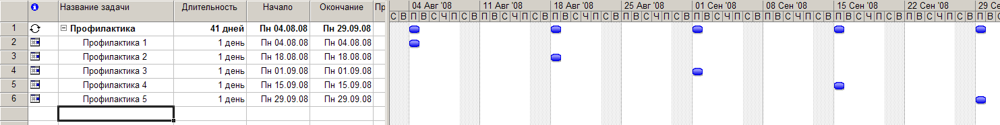 Название задачи Длительность Начало Окончание Пр
04 Авг '08 11 Авг '08 18 Авг '08 25 Авг '08 01 Сен '08 08 Сен '08 15 Сен '08 22 Сен '08 29 Се
С В П В С Ч П С В П В С Ч П С В П В С Ч П С В П В С Ч П С В П В С Ч П С В П В С Ч П С В П В С Ч П С В П В С Ч П С В П В
1 Профилактика 41 дней Пн 04.08.08 Пн 29.09.08
2 Профилактика 1 1 день Пн 04.08.08 Пн 04.08.08
3 Профилактика 2 1 день Пн 18.08.08 Пн 18.08.08
4 Профилактика 3 1 день Пн 01.09.08 Пн 01.09.08
5 Профилактика 4 1 день Пн 15.09.08 Пн 15.09.08
6 Профилактика 5 1 день Пн 29.09.08 Пн 29.09.08